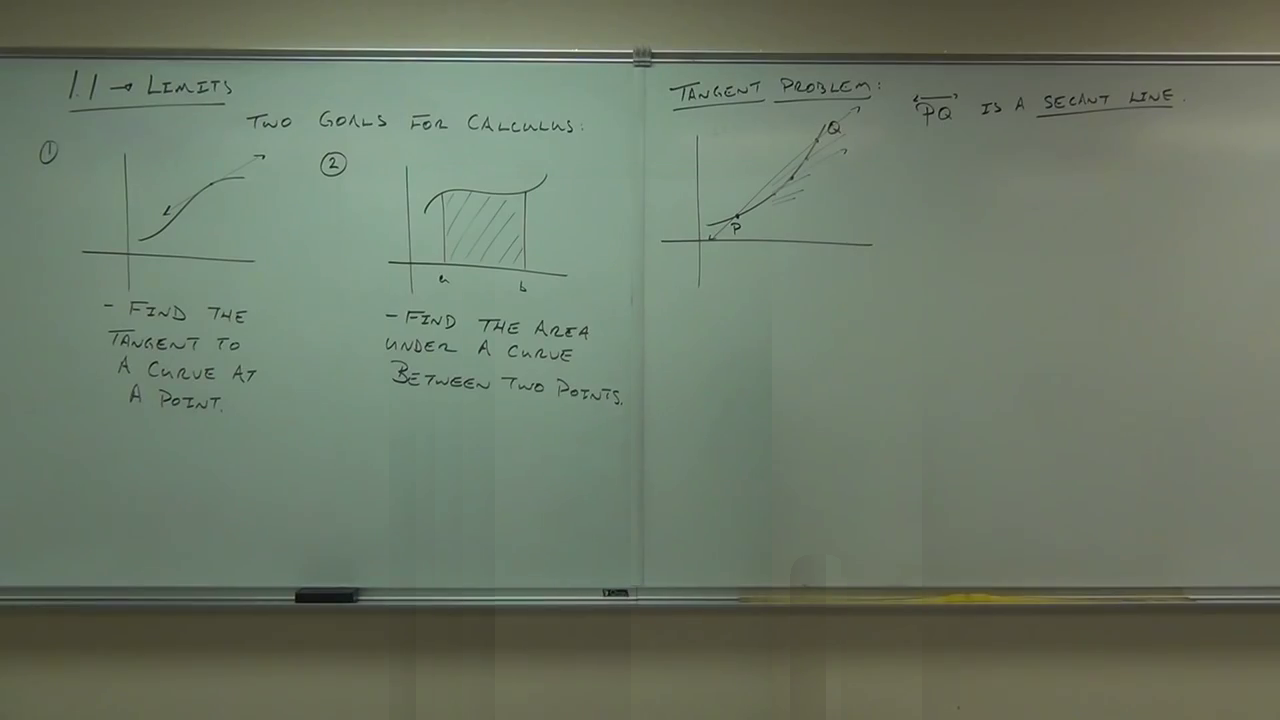 1.1 → LIMITS
TWO GOALS FOR CALCULUS:
①
- FIND THE
TANGENT TO
A CURVE AT
A POINT.
②
a b
- FIND THE AREA
UNDER A CURVE
BETWEEN TWO POINTS.
TANGENT PROBLEM:
Q
P
PQ IS A SECANT LINE.